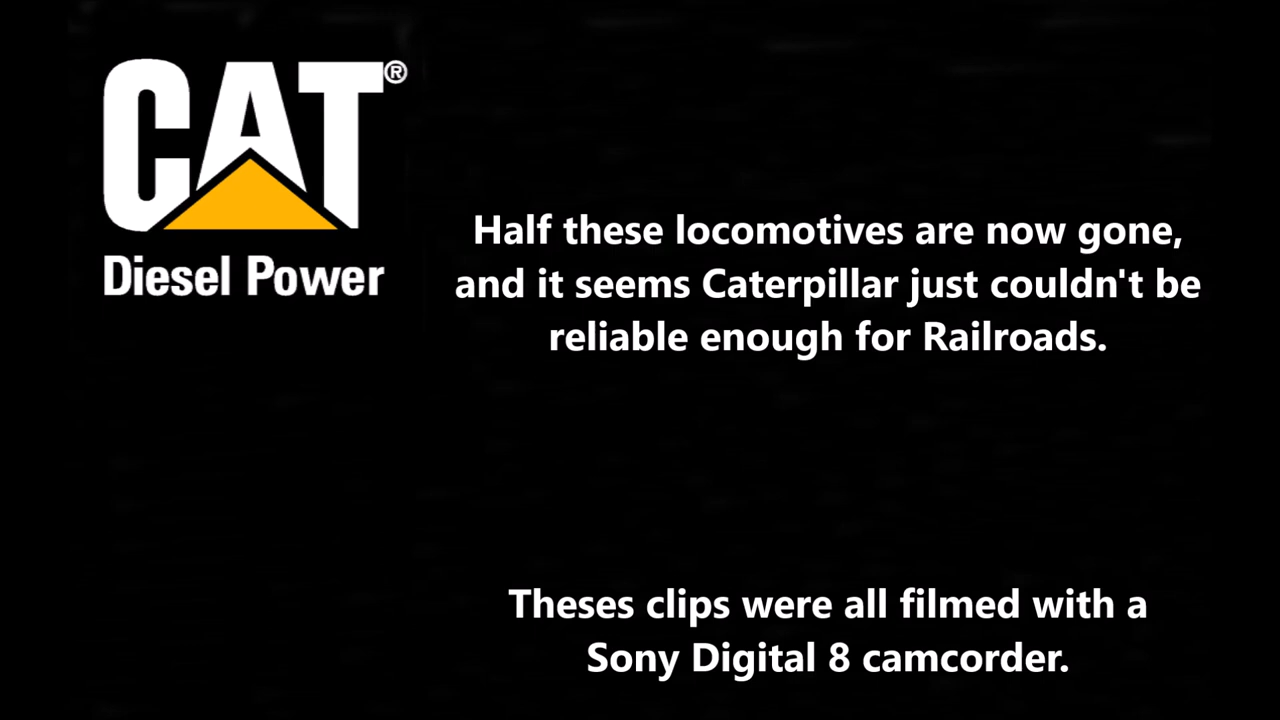 CAT®
Diesel Power
Half these locomotives are now gone,
and it seems Caterpillar just couldn't be
reliable enough for Railroads.
Theses clips were all filmed with a
Sony Digital 8 camcorder.